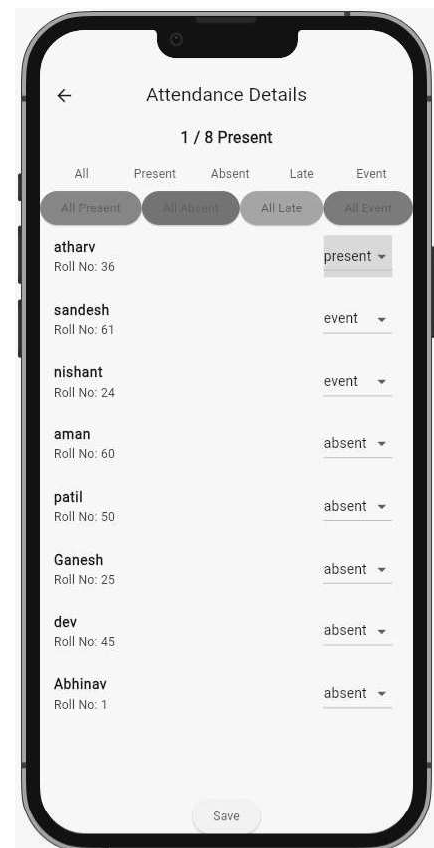 Attendance Details
1 / 8 Present
All Present Absent Late Event
All Present All Absent All Late All Event
atharv
present
Roll No: 36
sandesh
event
Roll No: 61
nishant
event
Roll No: 24
aman
absent
Roll No: 60
patil
absent
Roll No: 50
Ganesh
absent
Roll No: 25
dev
absent
Roll No: 45
Abhinav
absent
Roll No: 1
Save